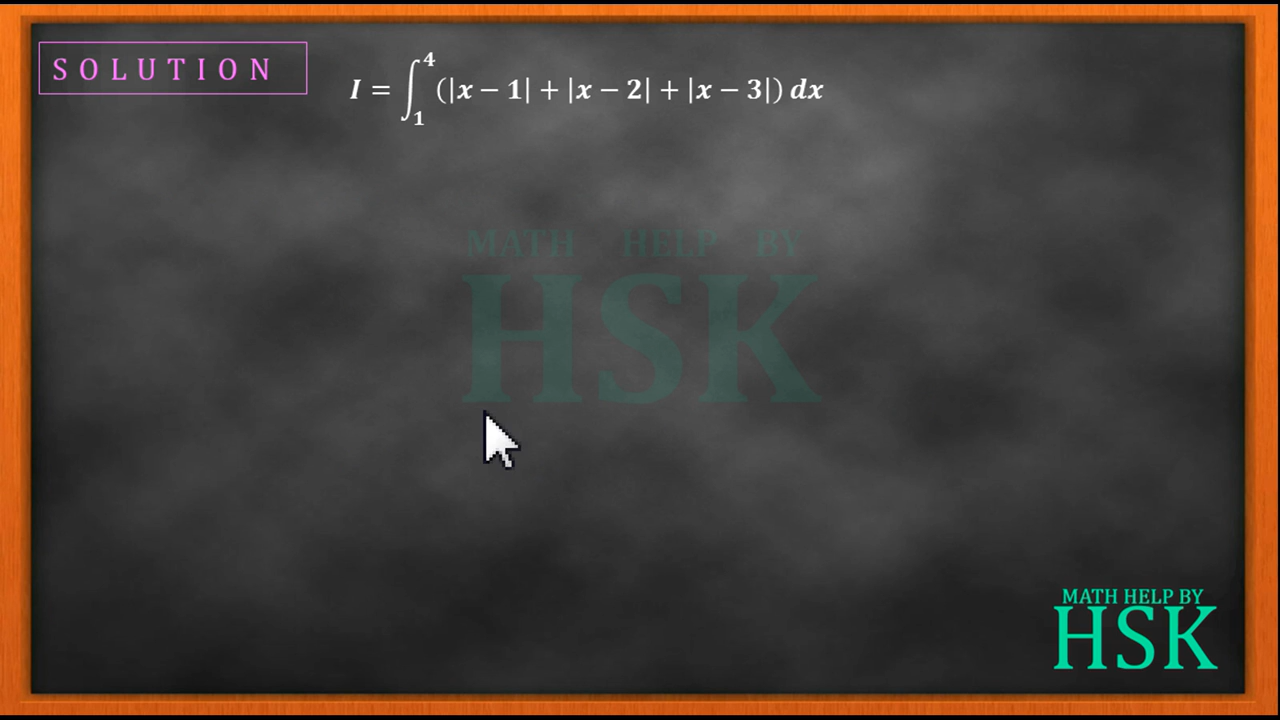 SOLUTION
I = ∫₁⁴ (|x − 1| + |x − 2| + |x − 3|) dx
MATH HELP BY
HSK
MATH HELP BY
HSK